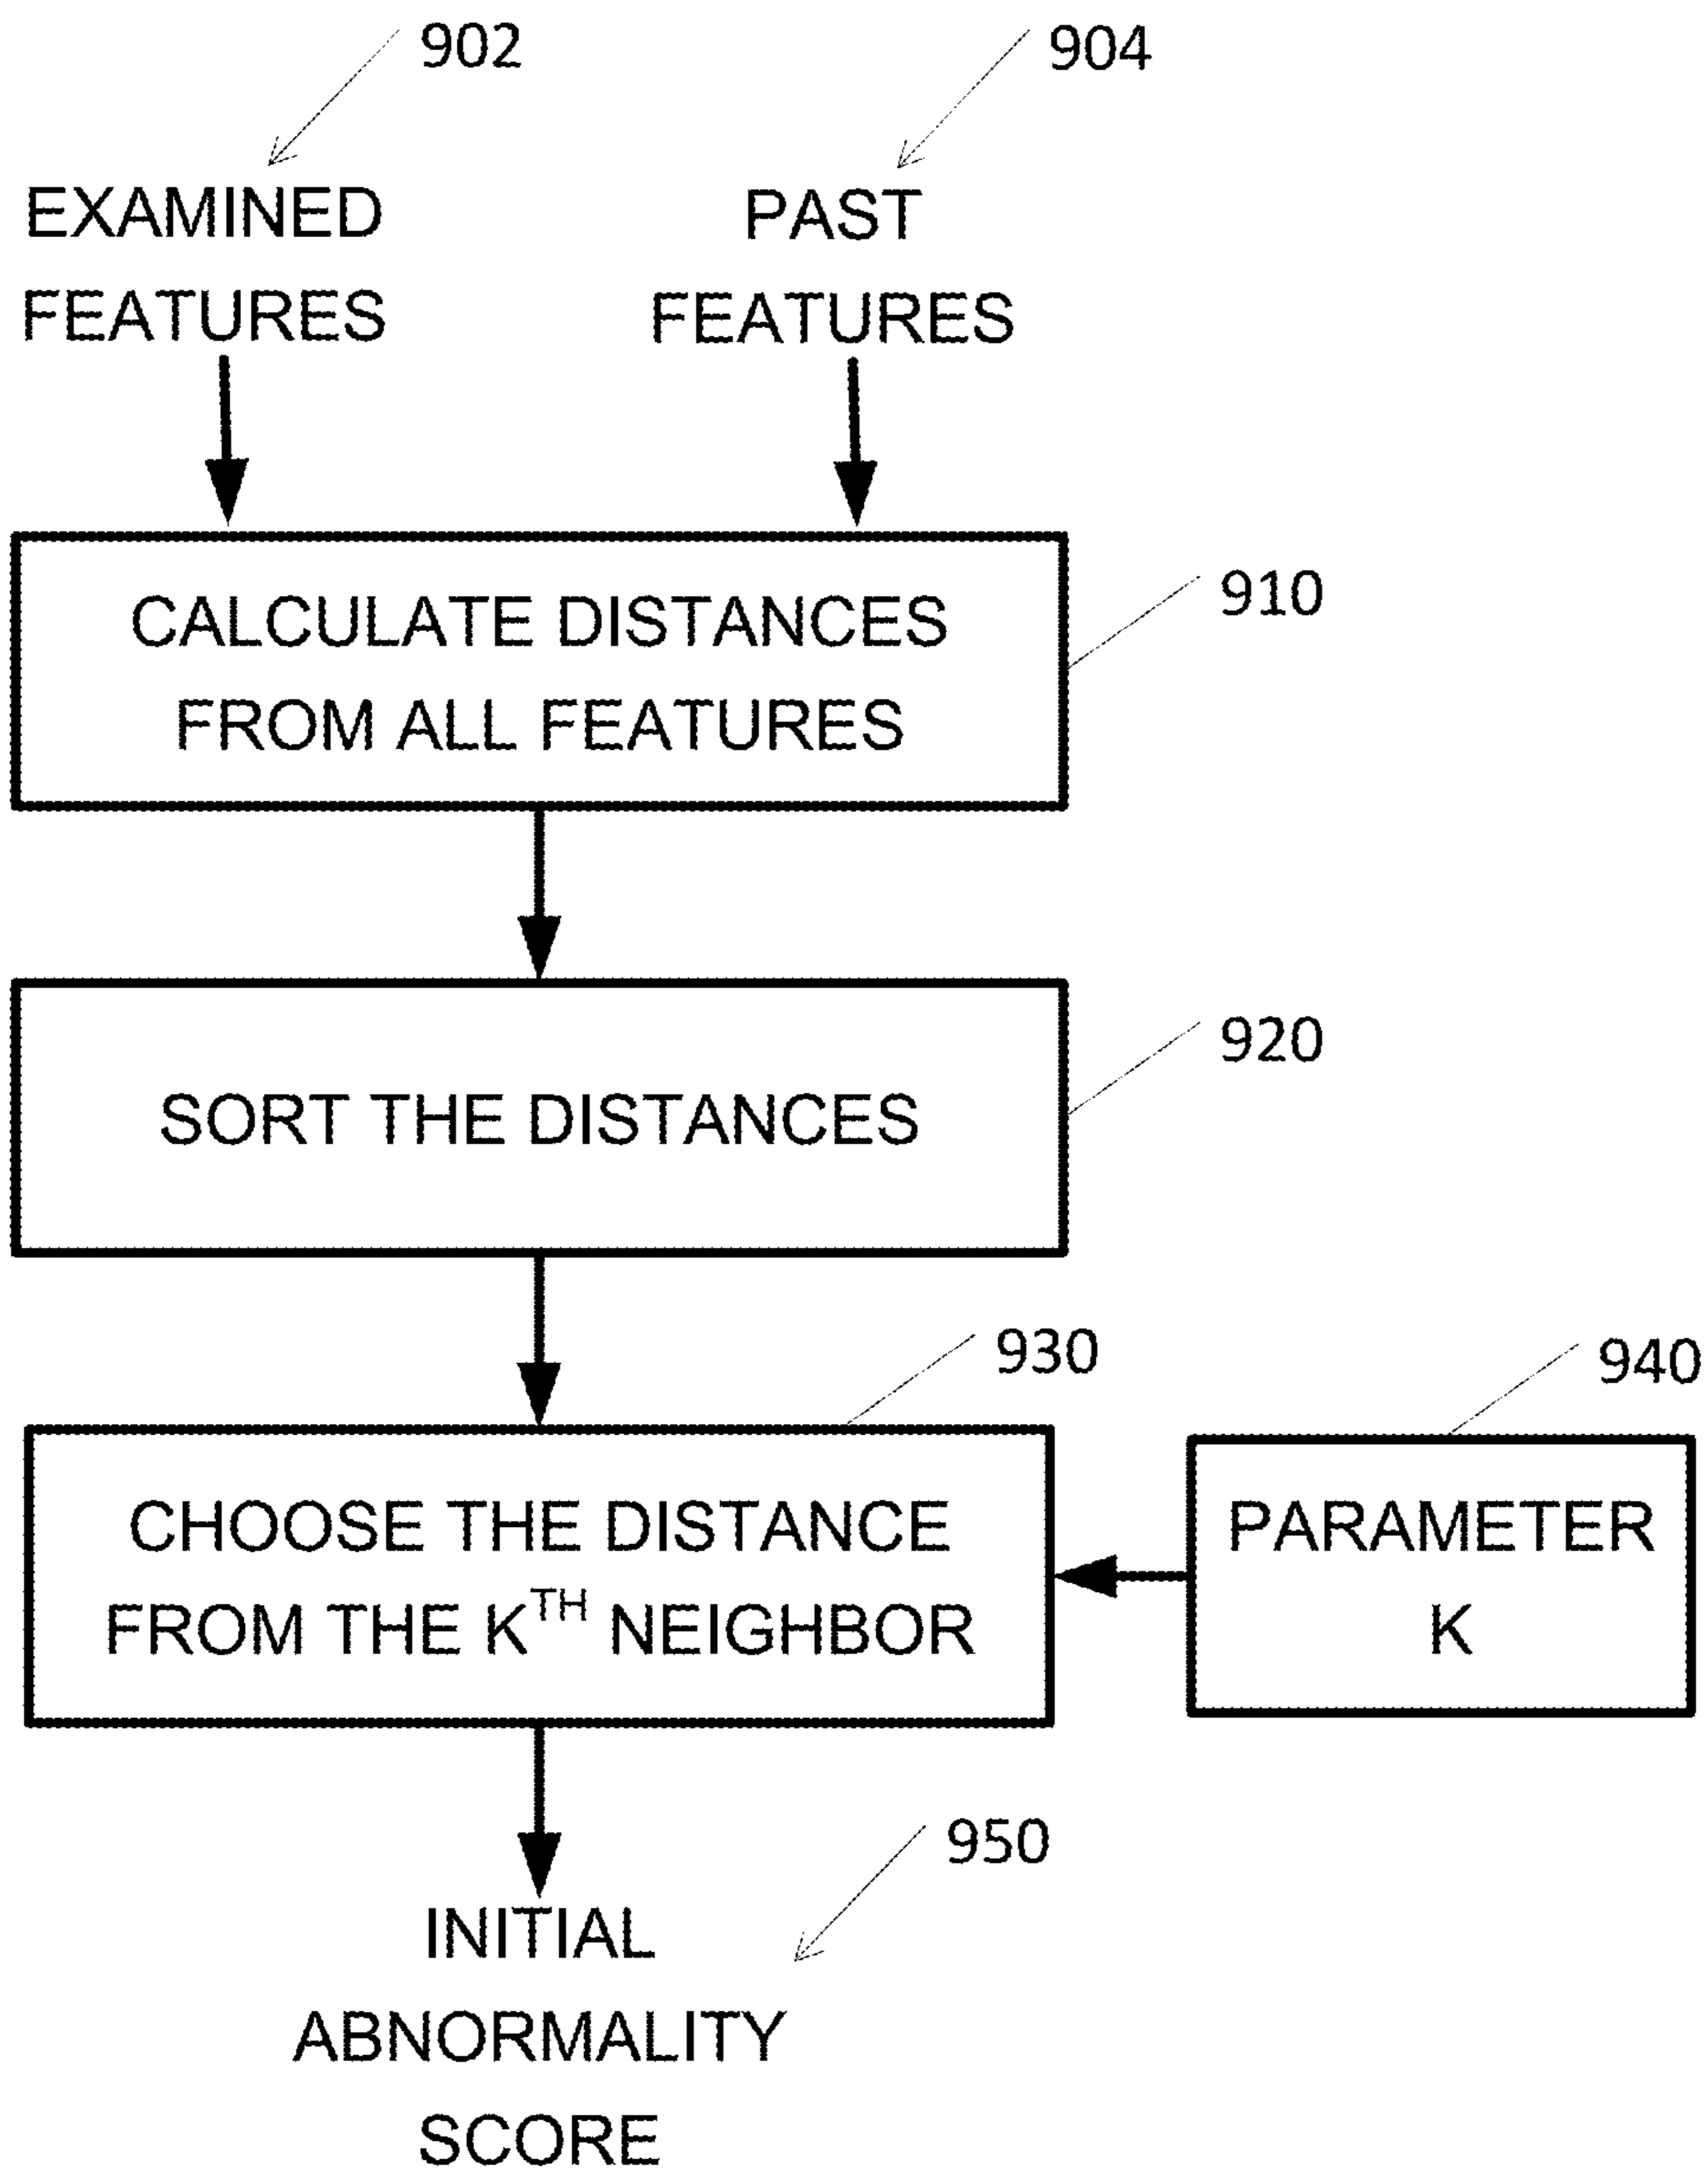 902
904
EXAMINED
FEATURES
PAST
FEATURES
CALCULATE DISTANCES
FROM ALL FEATURES
910
SORT THE DISTANCES
920
930
940
CHOOSE THE DISTANCE
FROM THE K^TH NEIGHBOR
PARAMETER
K
950
INITIAL
ABNORMALITY
SCORE